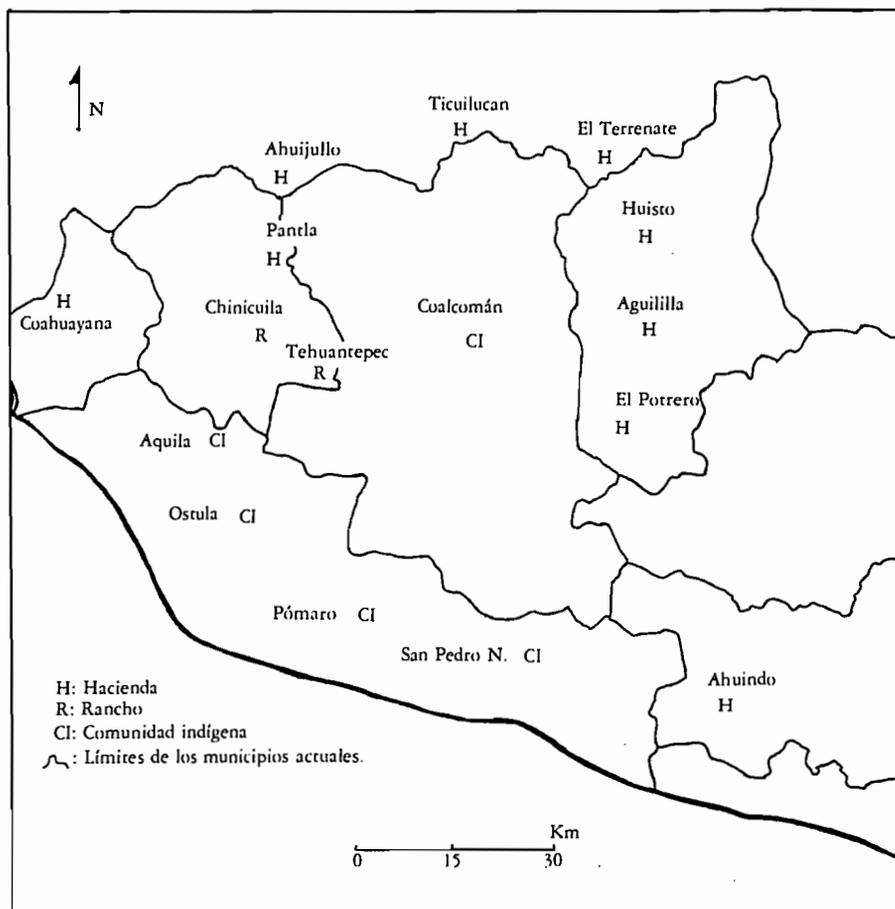 N
Ticuilucan
H
El Terrenate
H
Ahuijullo
H
Huisto
H
Pantla
H
H
Coahuayana
Chinicuila
R
Coalcomán
CI
Aguililla
H
Tehuantepec
R
El Potrero
H
Aquila CI
Ostula CI
Pómaro CI
San Pedro N. CI
Ahuindo
H
H: Hacienda
R: Rancho
CI: Comunidad indígena
: Límites de los municipios actuales.
Km
0 15 30